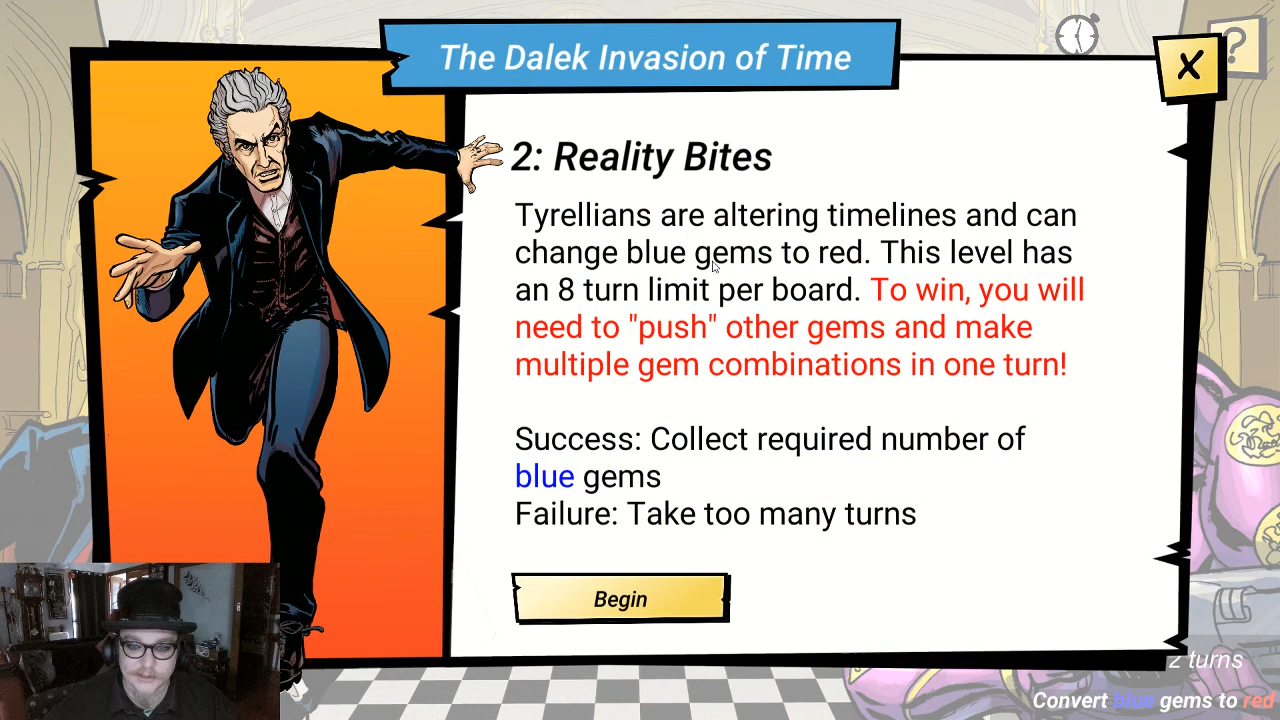 The Dalek Invasion of Time
?
X
2: Reality Bites
Tyrellians are altering timelines and can
change blue gems to red. This level has
an 8 turn limit per board. To win, you will
need to "push" other gems and make
multiple gem combinations in one turn!
Success: Collect required number of
blue gems
Failure: Take too many turns
Begin
2 turns
Convert blue gems to red